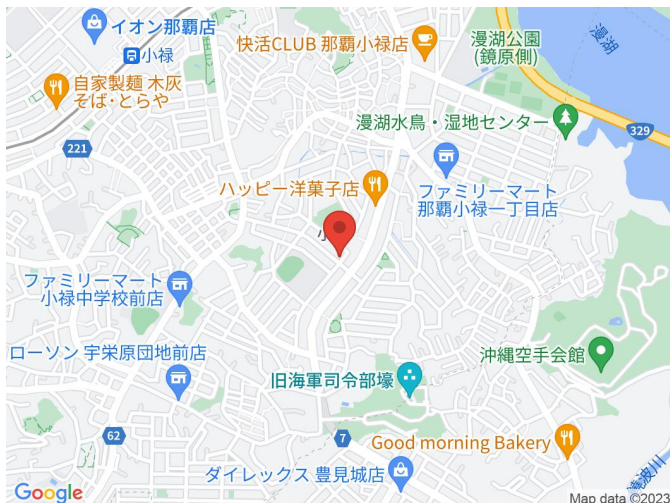 イオン那覇店
小禄
自家製麺 木灰
そば・とらや
快活CLUB 那覇小禄店
漫湖公園
(鏡原側)
漫湖
漫湖水鳥・湿地センター
329
221
ハッピー洋菓子店
ファミリーマート
那覇小禄一丁目店
小
ファミリーマート
小禄中学校前店
ローソン 宇栄原団地前店
沖縄空手会館
旧海軍司令部壕
62
7
Good morning Bakery
ダイレックス 豊見城店
饒波川
Google
Map data ©2023